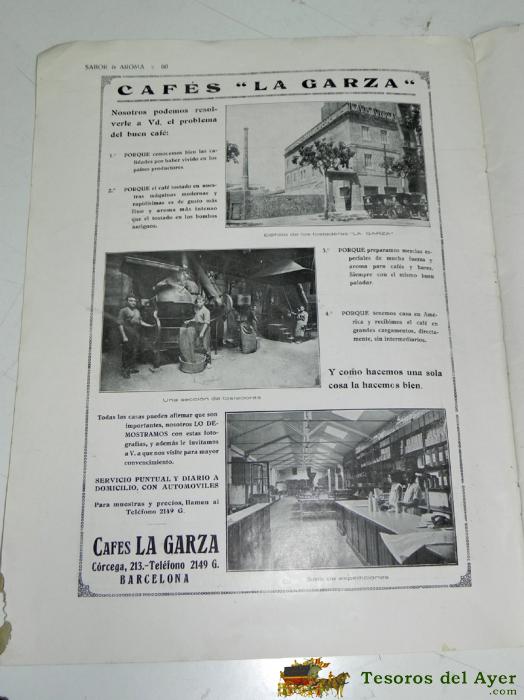 SABOR & AROMA
60
CAFÉS "LA GARZA"
Nosotros podemos resol-
verle a Vd. el problema
del buen café:
1.º PORQUE conocemos bien las ca-
lidades por haber vivido en los
países productores.
2.º PORQUE el café tostado en nues-
tras máquinas modernas y
rapidísimas es de gusto más
fino y aroma más intenso
que el tostado en los bombos
antiguos.
Edificio de los tostaderos "LA GARZA"
3.º PORQUE preparamos mezclas es-
peciales de mucha fuerza y
aroma para cafés y bares.
Siempre con el mismo buen
paladar.
4.º PORQUE tenemos casa en Amé-
rica y recibimos el café en
grandes cargamentos, directa-
mente, sin intermediarios.
Y como hacemos una sola
cosa la hacemos bien.
Una sección de tostadores
Todas las casas pueden afirmar que son
importantes, nosotros LO DE-
MOSTRAMOS con estas foto-
grafías, y además le invitamos
a V. a que nos visite para mayor
convencimiento.
SERVICIO PUNTUAL Y DIARIO A
DOMICILIO, CON AUTOMOVILES
Para muestras y precios, llamen al
Teléfono 2149 G.
CAFES LA GARZA
Córcega, 213.-Teléfono 2149 G.
BARCELONA
Sala de expediciones
Tesoros del Ayer
.com